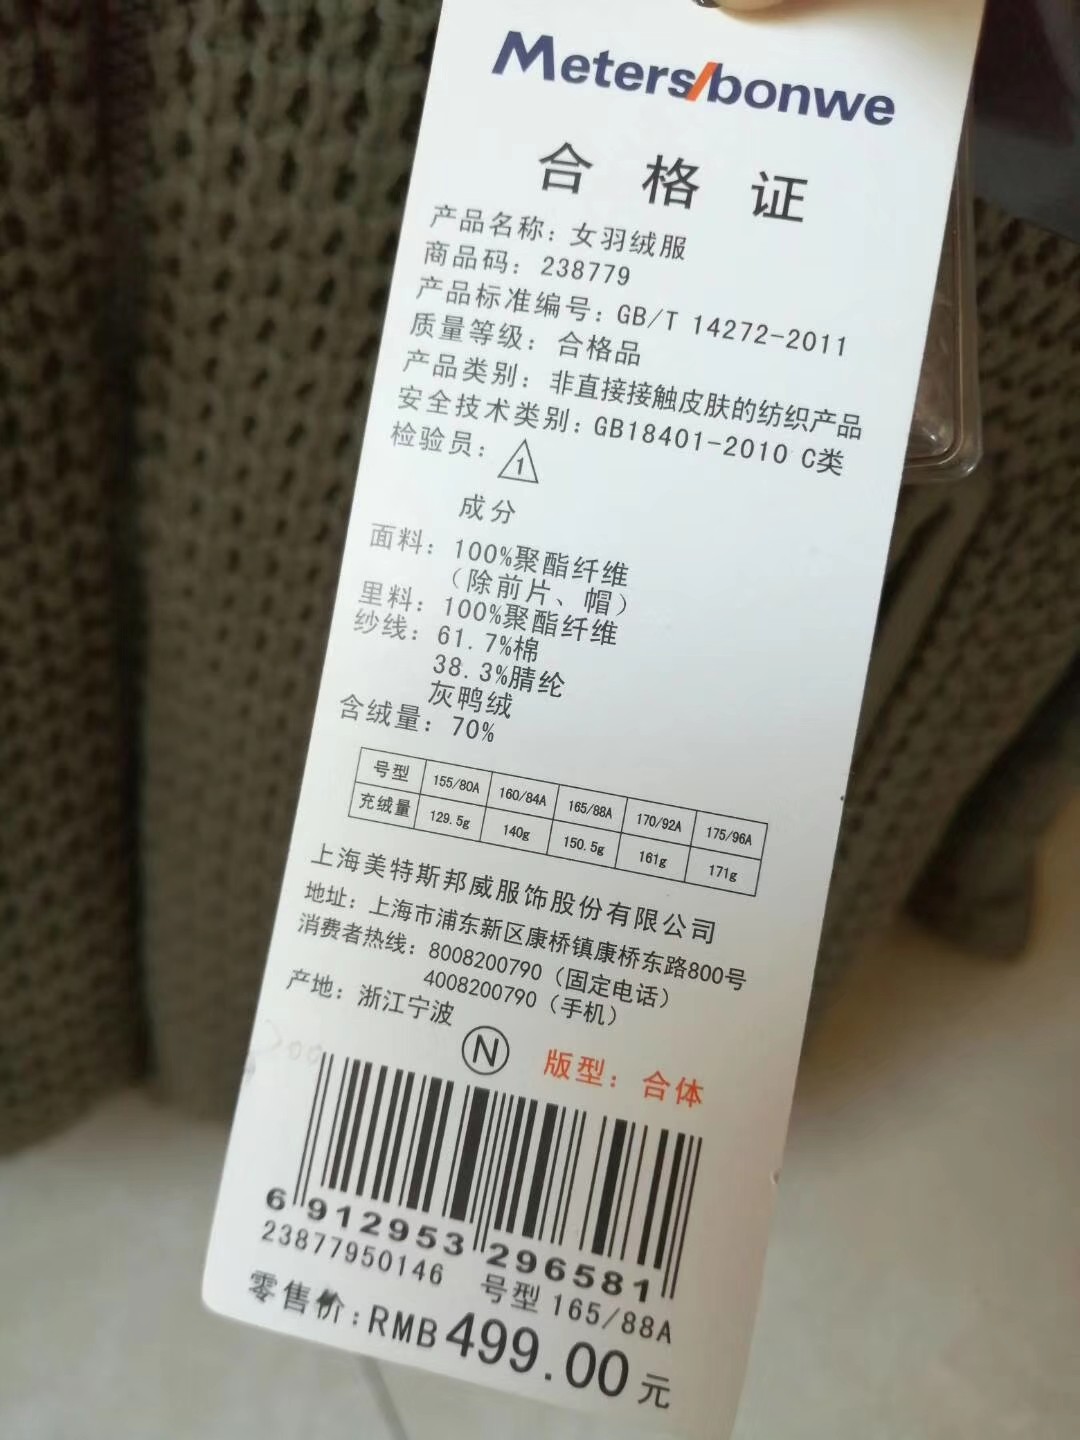 Meters/bonwe
合格证
产品名称：女羽绒服
商品码：238779
产品标准编号：GB/T 14272-2011
质量等级：合格品
产品类别：非直接接触皮肤的纺织产品
安全技术类别：GB18401-2010 C类
检验员：1
成分
面料：100%聚酯纤维
（除前片、帽）
里料：100%聚酯纤维
纱线：61.7%棉
38.3%腈纶
灰鸭绒
含绒量：70%
号型 155/80A 160/84A 165/88A 170/92A 175/96A
充绒量 129.5g 140g 150.5g 161g 171g
上海美特斯邦威服饰股份有限公司
地址：上海市浦东新区康桥镇康桥东路800号
消费者热线：8008200790（固定电话）
4008200790（手机）
产地：浙江宁波
N 版型：合体
6 912953 296581
23877950146 号型 165/88A
零售价：RMB 499.00元